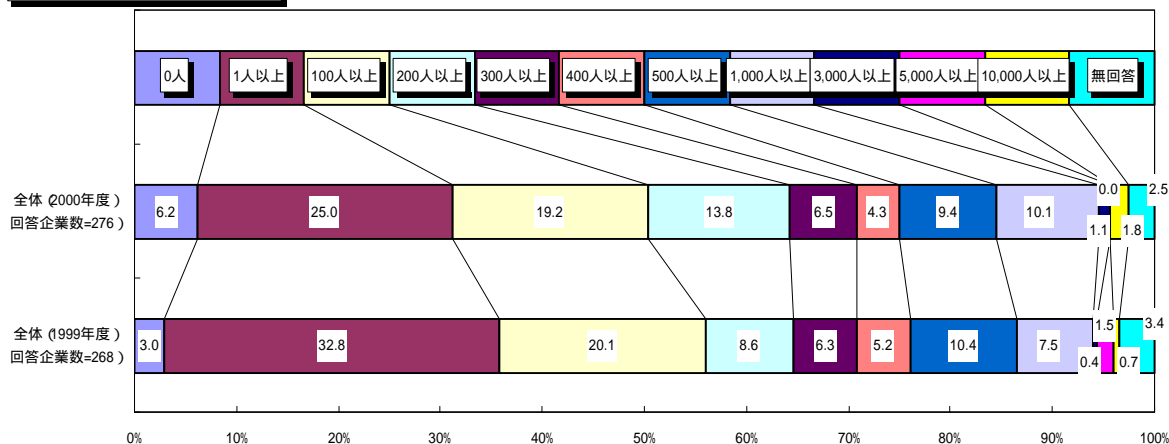 0人 1人以上 100人以上 200人以上 300人以上 400人以上 500人以上 1,000人以上 3,000人以上 5,000人以上 10,000人以上 無回答
全体（2000年度）
回答企業数=276）
6.2 25.0 19.2 13.8 6.5 4.3 9.4 10.1 1.1 0.0 1.8 2.5
全体（1999年度）
回答企業数=268）
3.0 32.8 20.1 8.6 6.3 5.2 10.4 7.5 0.4 1.5 0.7 3.4
0% 10% 20% 30% 40% 50% 60% 70% 80% 90% 100%